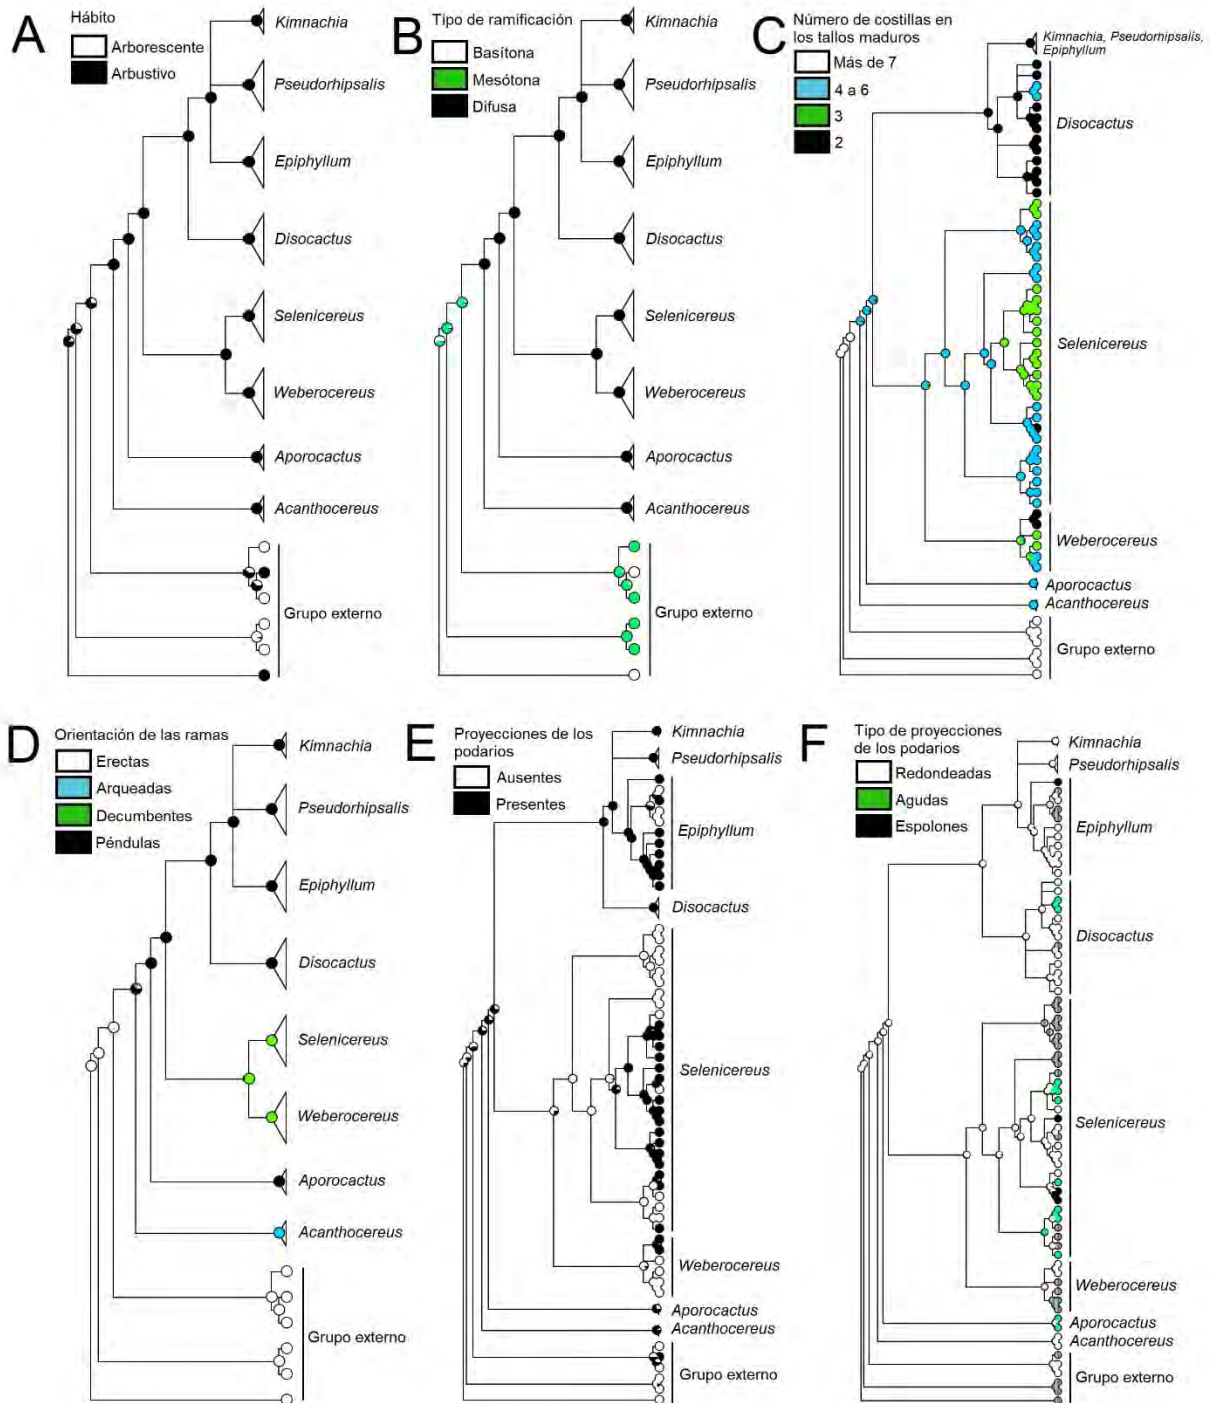 A
Hábito
Arborescente
Arbustivo
Kimnachia
Pseudorhipsalis
Epiphyllum
Disocactus
Selenicereus
Weberocereus
Aporocactus
Acanthocereus
Grupo externo
B
Tipo de ramificación
Basítona
Mesótona
Difusa
Kimnachia
Pseudorhipsalis
Epiphyllum
Disocactus
Selenicereus
Weberocereus
Aporocactus
Acanthocereus
Grupo externo
C
Número de costillas en
los tallos maduros
Más de 7
4 a 6
3
2
Kimnachia, Pseudorhipsalis,
Epiphyllum
Disocactus
Selenicereus
Weberocereus
Aporocactus
Acanthocereus
Grupo externo
D
Orientación de las ramas
Erectas
Arqueadas
Decumbentes
Péndulas
Kimnachia
Pseudorhipsalis
Epiphyllum
Disocactus
Selenicereus
Weberocereus
Aporocactus
Acanthocereus
Grupo externo
E
Proyecciones de los
podarios
Ausentes
Presentes
Kimnachia
Pseudorhipsalis
Epiphyllum
Disocactus
Selenicereus
Weberocereus
Aporocactus
Acanthocereus
Grupo externo
F
Tipo de proyecciones
de los podarios
Redondeadas
Agudas
Espolones
Kimnachia
Pseudorhipsalis
Epiphyllum
Disocactus
Selenicereus
Weberocereus
Aporocactus
Acanthocereus
Grupo externo